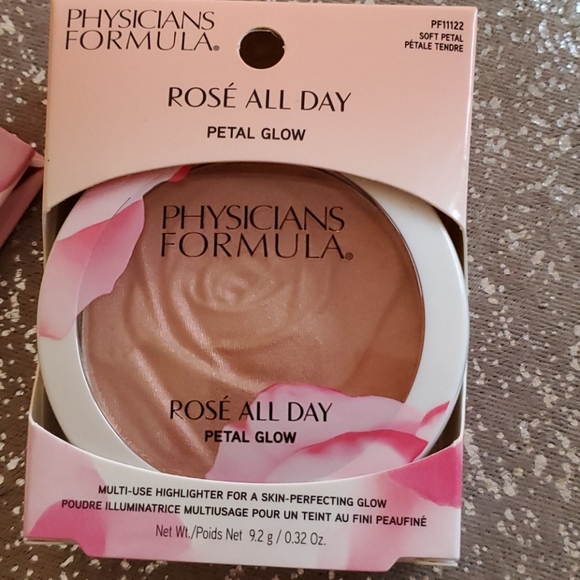 PHYSICIANS
FORMULA®
PF11122
SOFT PETAL
PÉTALE TENDRE
ROSÉ ALL DAY
PETAL GLOW
PHYSICIANS
FORMULA®
ROSÉ ALL DAY
PETAL GLOW
MULTI-USE HIGHLIGHTER FOR A SKIN-PERFECTING GLOW
POUDRE ILLUMINATRICE MULTIUSAGE POUR UN TEINT AU FINI PEAUFINÉ
Net Wt./Poids Net 9.2 g / 0.32 Oz.